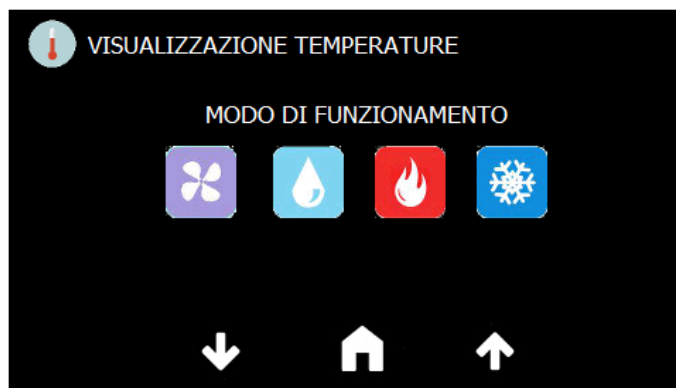 VISUALIZZAZIONE TEMPERATURE
MODO DI FUNZIONAMENTO